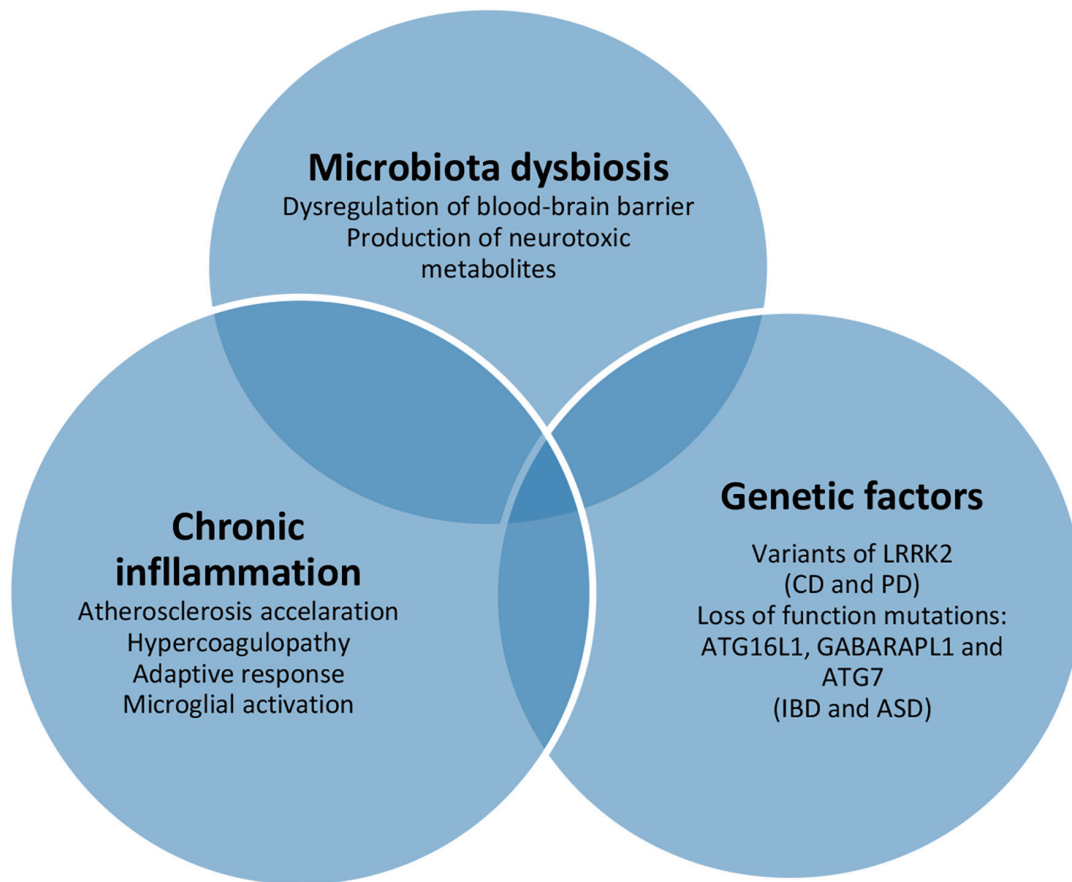 Microbiota dysbiosis
Dysregulation of blood-brain barrier
Production of neurotoxic
metabolites
Chronic
infllammation
Atherosclerosis accelaration
Hypercoagulopathy
Adaptive response
Microglial activation
Genetic factors
Variants of LRRK2
(CD and PD)
Loss of function mutations:
ATG16L1, GABARAPL1 and
ATG7
(IBD and ASD)